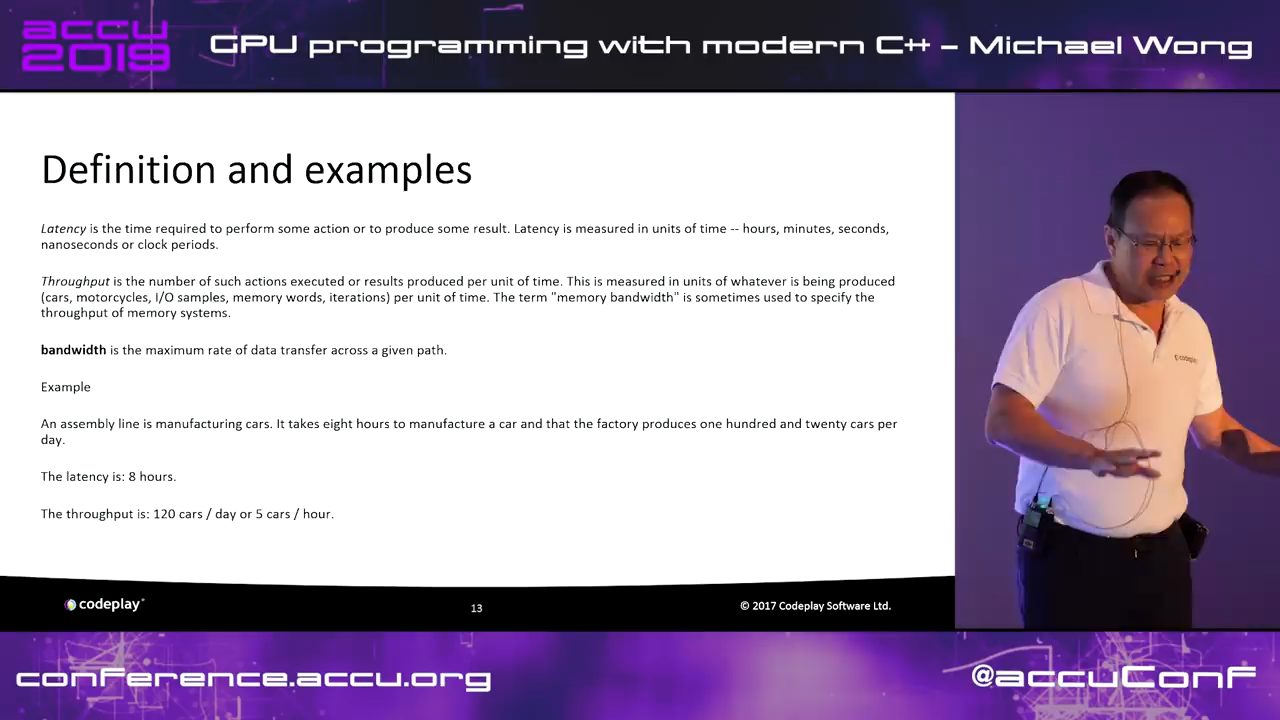 accu
2019
GPU programming with modern C++ – Michael Wong
Definition and examples
Latency is the time required to perform some action or to produce some result. Latency is measured in units of time -- hours, minutes, seconds,
nanoseconds or clock periods.
Throughput is the number of such actions executed or results produced per unit of time. This is measured in units of whatever is being produced
(cars, motorcycles, I/O samples, memory words, iterations) per unit of time. The term "memory bandwidth" is sometimes used to specify the
throughput of memory systems.
bandwidth is the maximum rate of data transfer across a given path.
Example
An assembly line is manufacturing cars. It takes eight hours to manufacture a car and that the factory produces one hundred and twenty cars per
day.
The latency is: 8 hours.
The throughput is: 120 cars / day or 5 cars / hour.
codeplay
13
© 2017 Codeplay Software Ltd.
codeplay
conference.accu.org
@accuConf